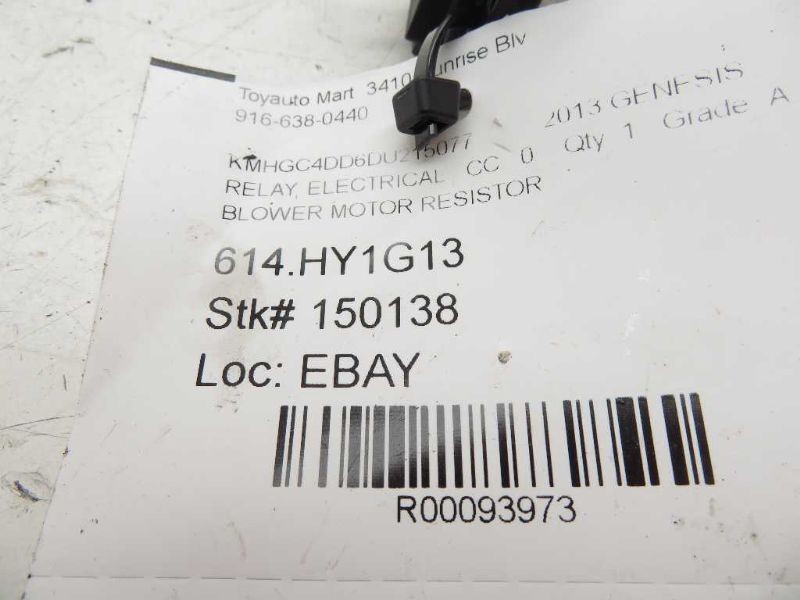 Toyauto Mart 3410 Sunrise Blv
916-638-0440
KMHGC4DD6DU215077 2013 GENESIS
RELAY, ELECTRICAL CC 0 Qty 1 Grade A
BLOWER MOTOR RESISTOR
614.HY1G13
Stk# 150138
Loc: EBAY
R00093973